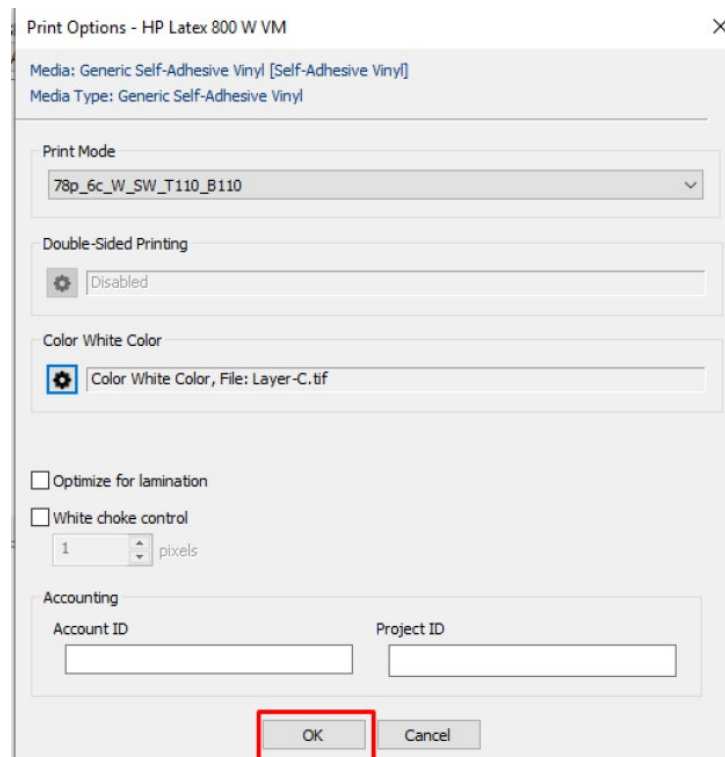 Print Options - HP Latex 800 W VM
Media: Generic Self-Adhesive Vinyl [Self-Adhesive Vinyl]
Media Type: Generic Self-Adhesive Vinyl
Print Mode
78p_6c_W_SW_T110_B110
Double-Sided Printing
Disabled
Color White Color
Color White Color, File: Layer-C.tif
Optimize for lamination
White choke control
1 pixels
Accounting
Account ID Project ID
OK Cancel